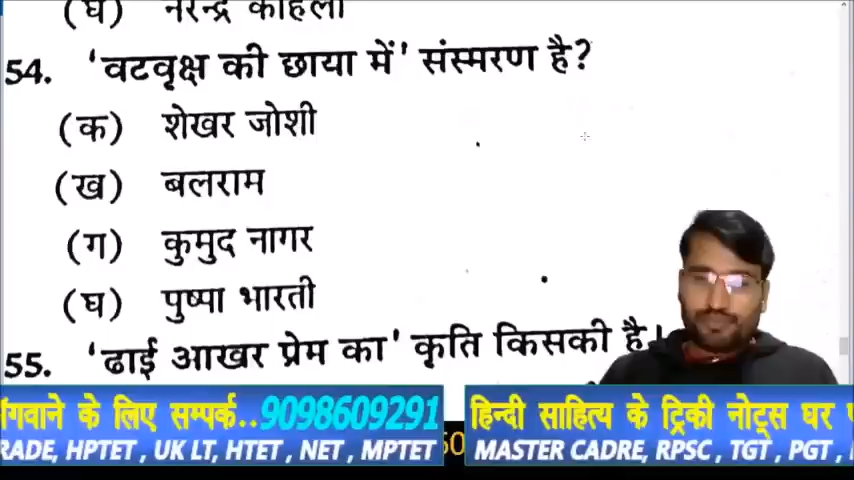 (घ) नरेन्द्र कोहली
54. 'वटवृक्ष की छाया में' संस्मरण है?
(क) शेखर जोशी
(ख) बलराम
(ग) कुमुद नागर
(घ) पुष्पा भारती
55. 'ढाई आखर प्रेम का' कृति किसकी है।
गवाने के लिए सम्पर्क..9098609291
हिन्दी साहित्य के ट्रिकी नोट्स घर
RADE, HPTET , UK LT, HTET , NET , MPTET
MASTER CADRE, RPSC , TGT , PGT ,